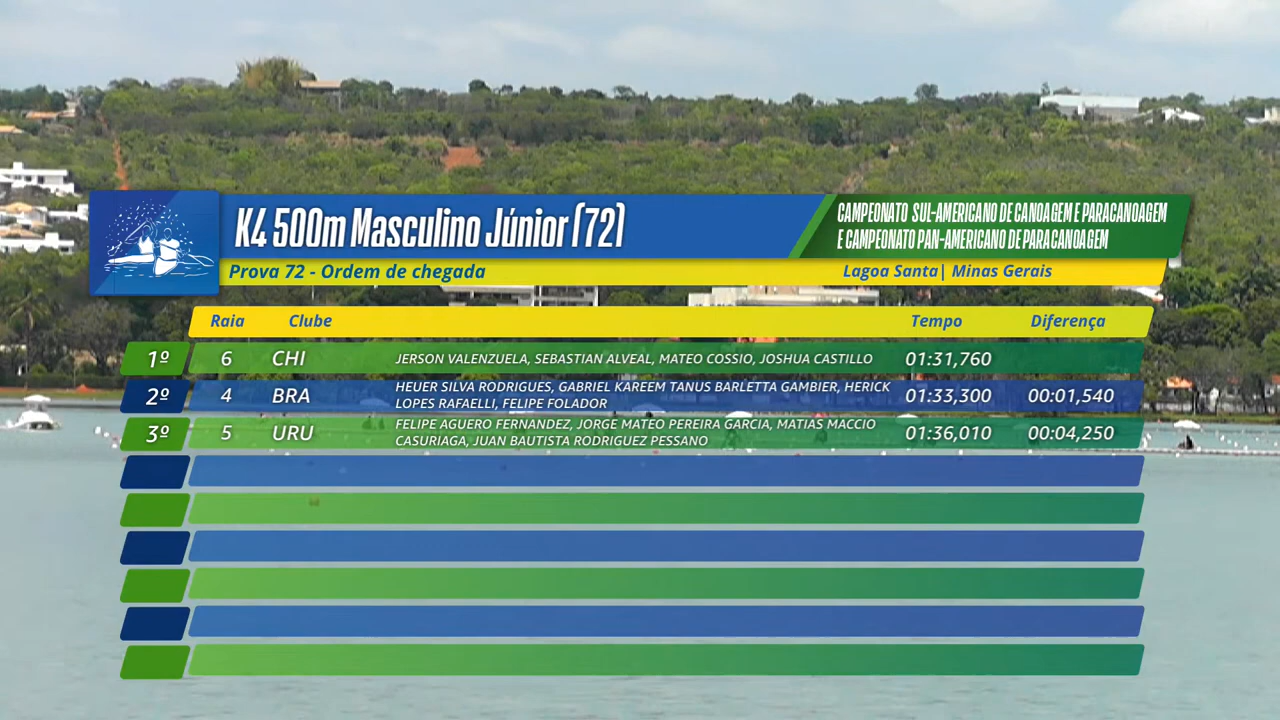 K4 500m Masculino Júnior (72)
CAMPEONATO SUL-AMERICANO DE CANOAGEM E PARACANOAGEM
E CAMPEONATO PAN-AMERICANO DE PARACANOAGEM
Prova 72 - Ordem de chegada
Lagoa Santa| Minas Gerais
Raia Clube Tempo Diferença
1º 6 CHI JERSON VALENZUELA, SEBASTIAN ALVEAL, MATEO COSSIO, JOSHUA CASTILLO 01:31,760
2º 4 BRA HEUER SILVA RODRIGUES, GABRIEL KAREEM TANUS BARLETTA GAMBIER, HERICK 01:33,300 00:01,540
LOPES RAFAELLI, FELIPE FOLADOR
3º 5 URU FELIPE AGUERO FERNANDEZ, JORGE MATEO PEREIRA GARCIA, MATIAS MACCIO 01:36,010 00:04,250
CASURIAGA, JUAN BAUTISTA RODRIGUEZ PESSANO